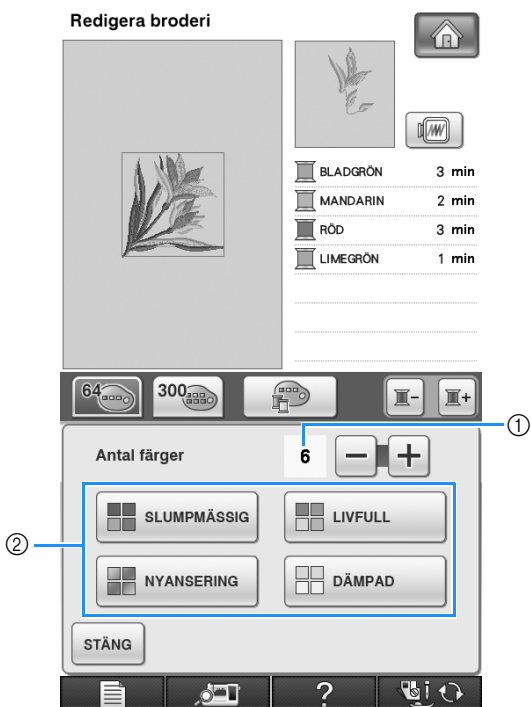 Redigera broderi
BLADGRÖN 3 min
MANDARIN 2 min
RÖD 3 min
LIMEGRÖN 1 min
64 300
Antal färger 6 − +
①
②
SLUMPMÄSSIG LIVFULL
NYANSERING DÄMPAD
STÄNG
?